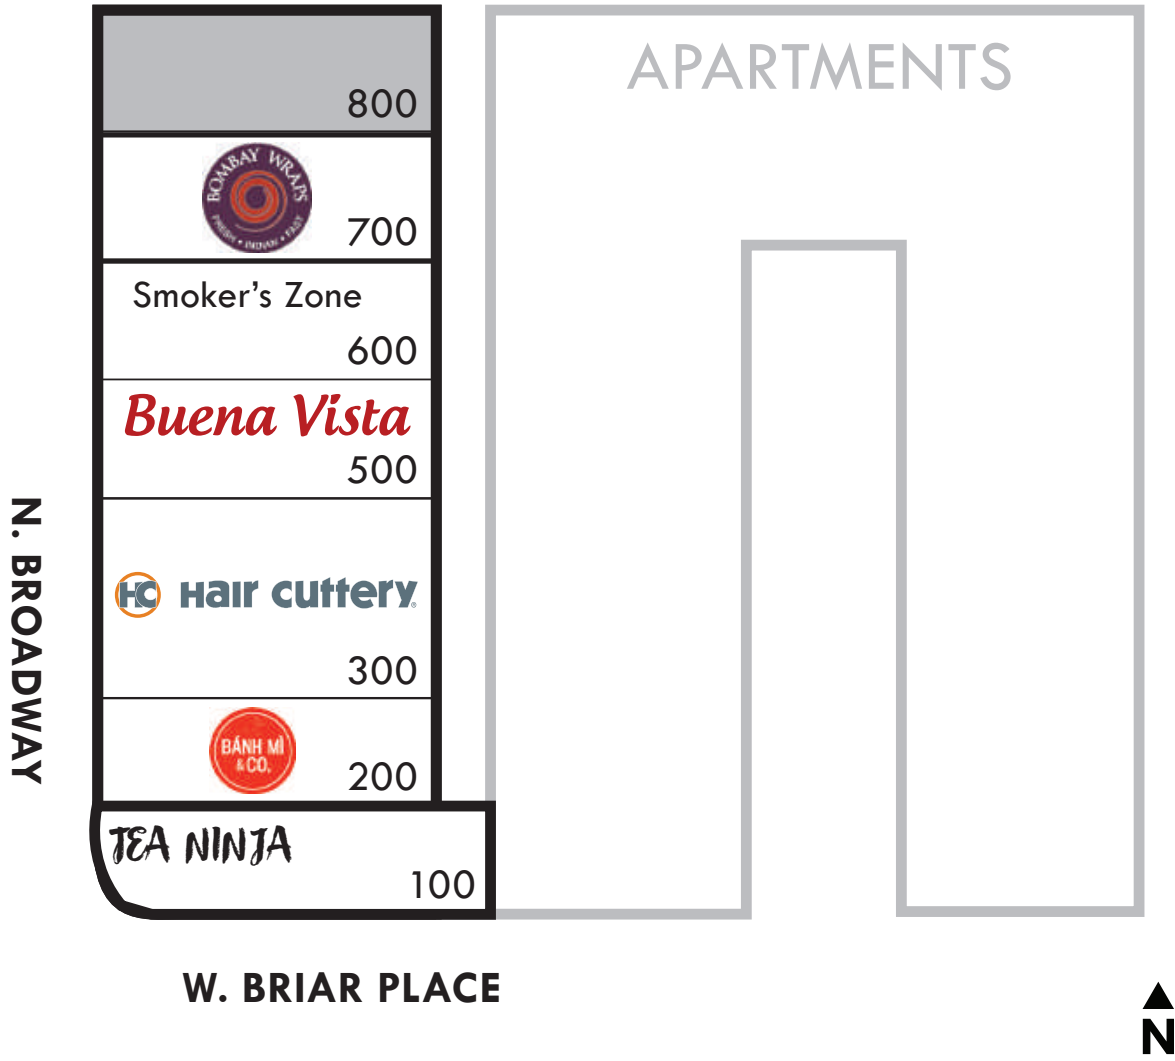 APARTMENTS
800
BOMBAY WRAPS
FRESH • INDIAN • FAST
700
Smoker's Zone
600
Buena Vista
500
HC Hair Cuttery®
300
BÁNH MÌ
& CO.
200
TEA NINJA
100
N. BROADWAY
W. BRIAR PLACE
N